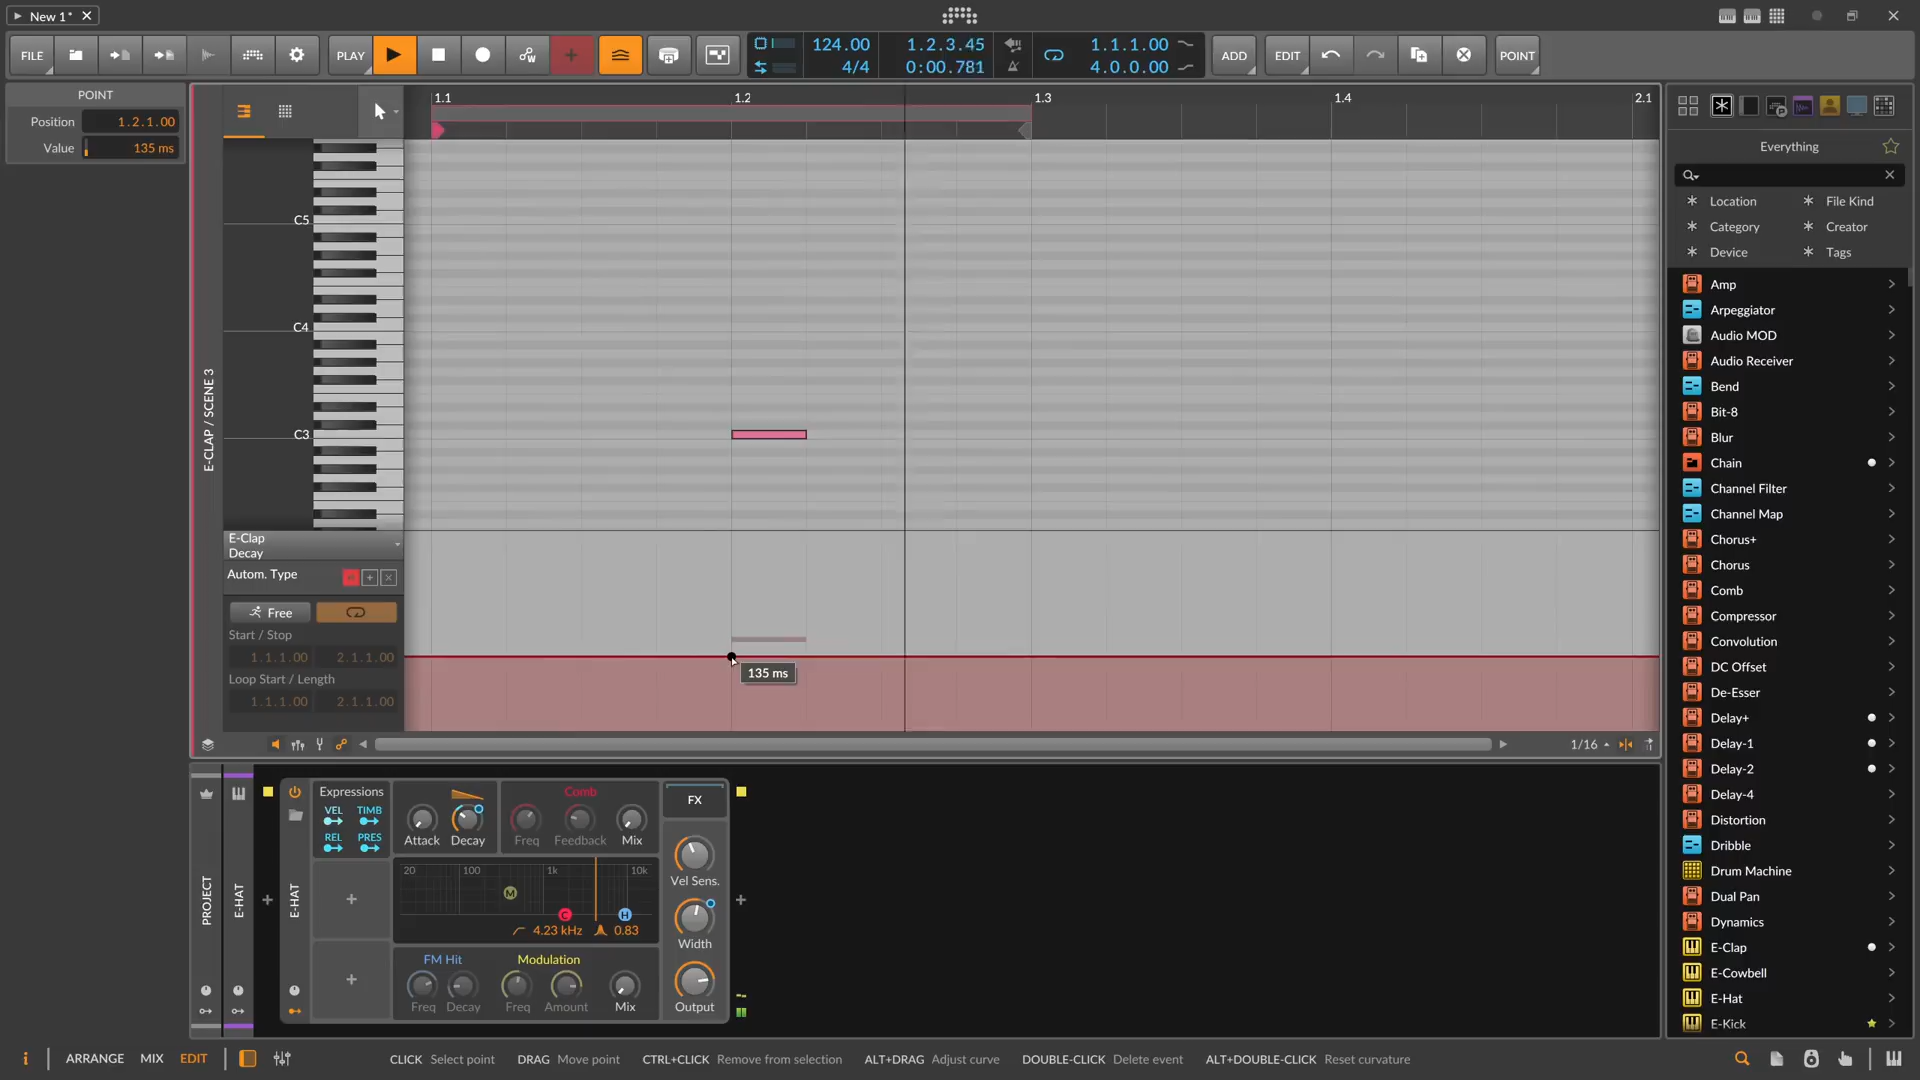 New 1*
FILE
PLAY
124.00
4/4
1.2.3.45
0:00.781
1.1.1.00
4.0.0.00
ADD
EDIT
POINT
POINT
Position 1.2.1.00
Value 135 ms
1.1
1.2
1.3
1.4
2.1
C5
C4
C3
E-CLAP / SCENE 3
E-Clap
Decay
Autom. Type
Free
Start / Stop
1.1.1.00 2.1.1.00
Loop Start / Length
1.1.1.00 2.1.1.00
135 ms
1/16
Everything
Location
File Kind
Category
Creator
Device
Tags
Amp
Arpeggiator
Audio MOD
Audio Receiver
Bend
Bit-8
Blur
Chain
Channel Filter
Channel Map
Chorus+
Chorus
Comb
Compressor
Convolution
DC Offset
De-Esser
Delay+
Delay-1
Delay-2
Delay-4
Distortion
Dribble
Drum Machine
Dual Pan
Dynamics
E-Clap
E-Cowbell
E-Hat
E-Kick
PROJECT
E-HAT
E-HAT
Expressions
VEL TIMB
REL PRES
Attack
Decay
Comb
Freq
Feedback
Mix
20
100
1k
10k
M
C
H
4.23 kHz
0.83
FM Hit
Freq
Decay
Modulation
Freq
Amount
Mix
FX
Vel Sens.
Width
Output
i
ARRANGE
MIX
EDIT
CLICK Select point
DRAG Move point
CTRL+CLICK Remove from selection
ALT+DRAG Adjust curve
DOUBLE-CLICK Delete event
ALT+DOUBLE-CLICK Reset curvature